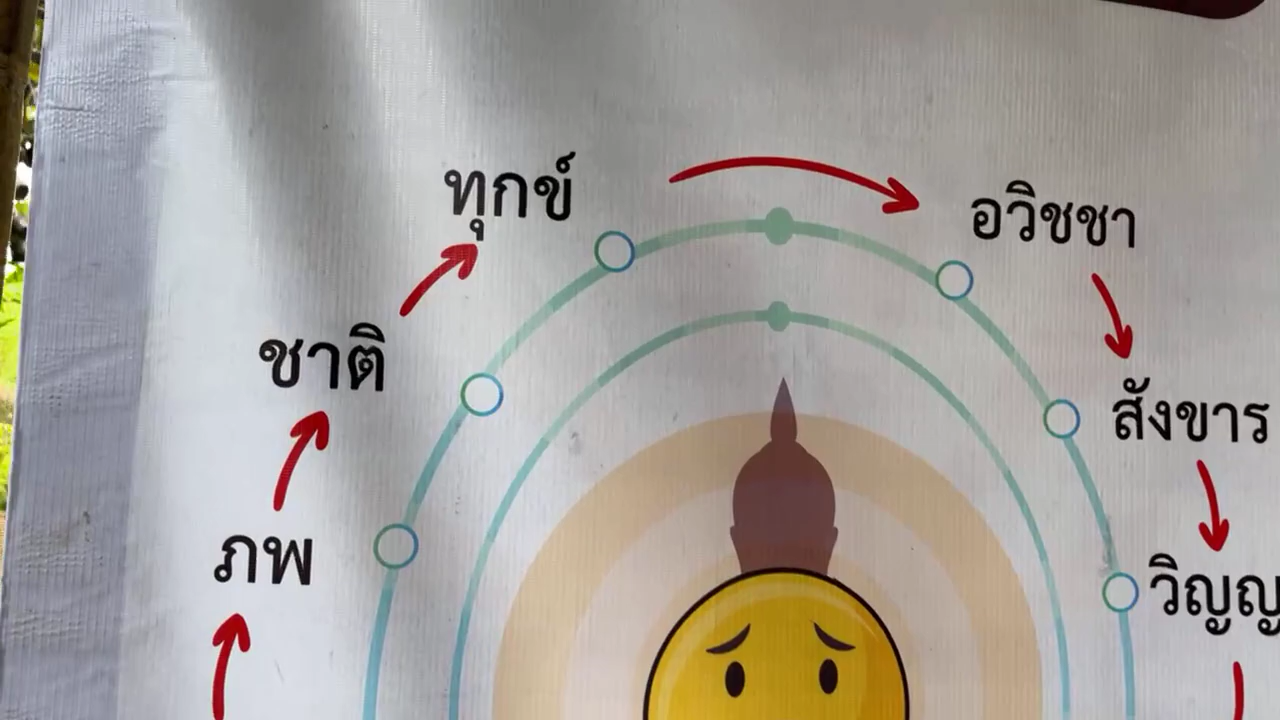 ทุกข์
อวิชชา
ชาติ
สังขาร
ภพ
วิญญ